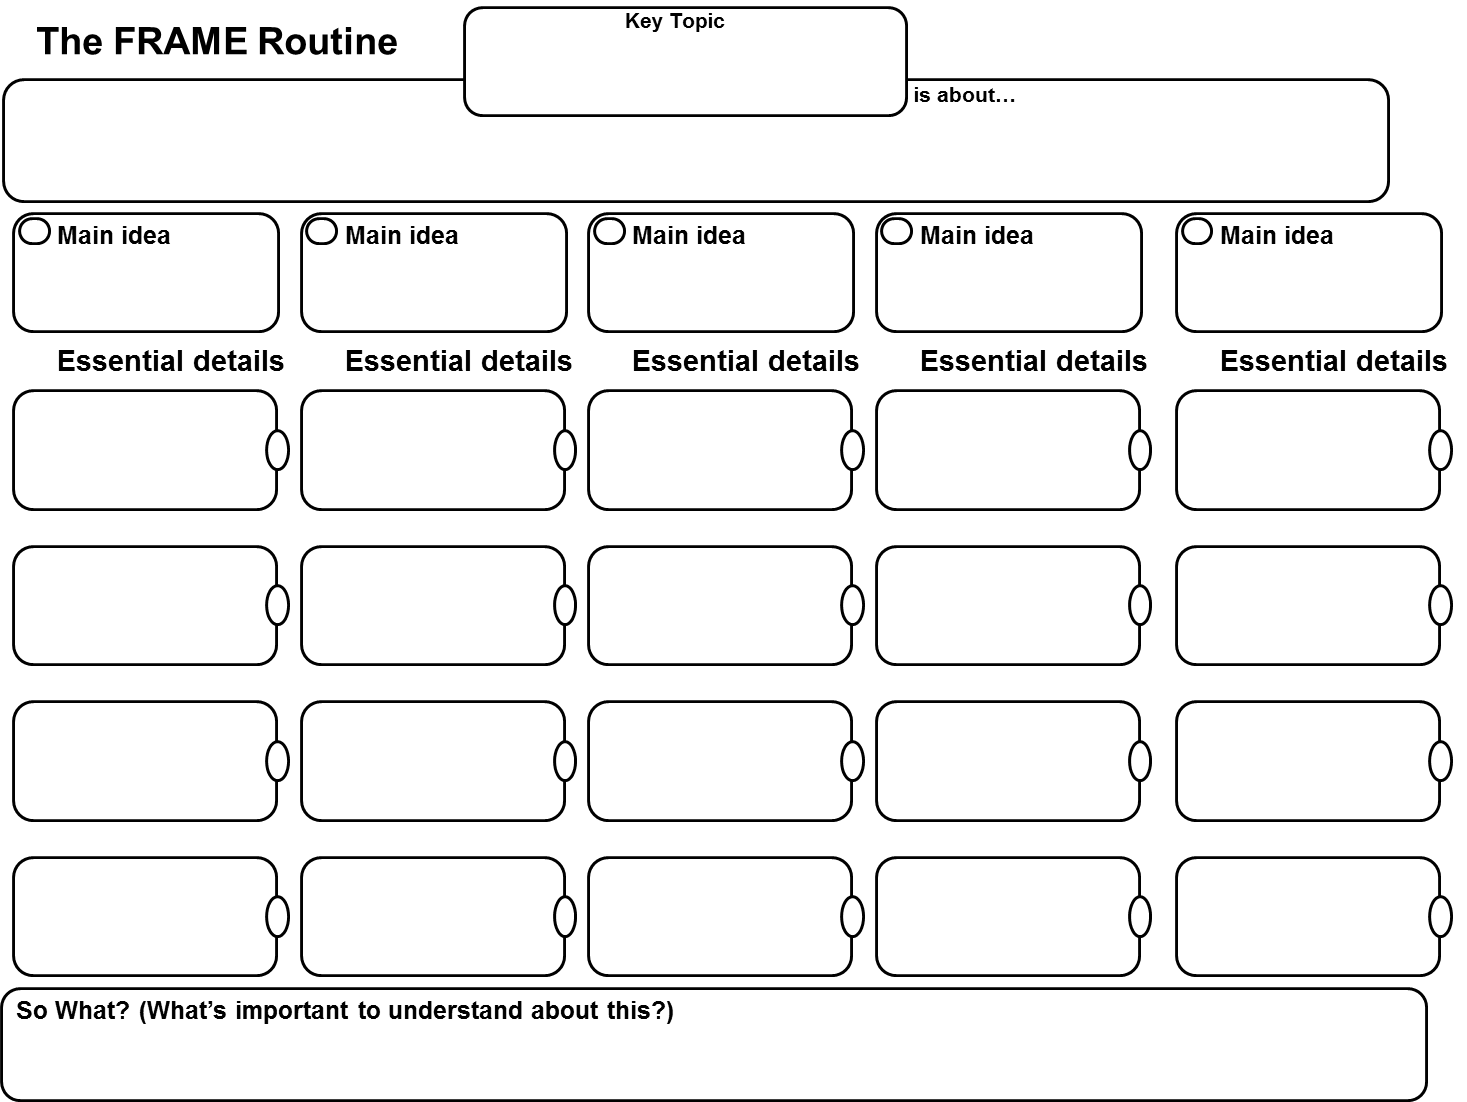 The FRAME Routine
Key Topic
is about…
Main idea
Main idea
Main idea
Main idea
Main idea
Essential details
Essential details
Essential details
Essential details
Essential details
So What? (What’s important to understand about this?)